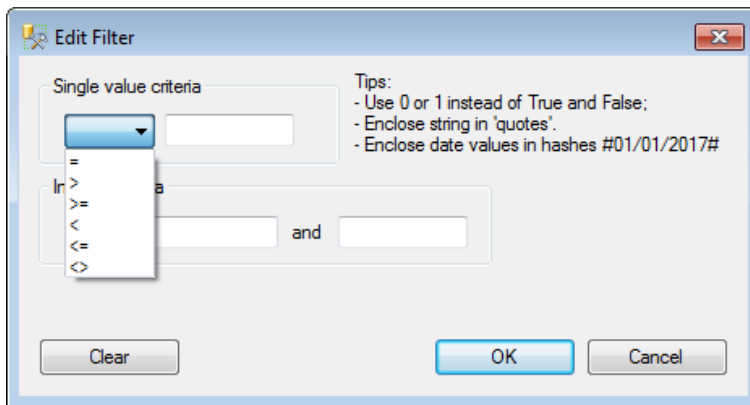 Edit Filter
Single value criteria
Tips:
- Use 0 or 1 instead of True and False;
- Enclose string in 'quotes'.
- Enclose date values in hashes #01/01/2017#
=
>
>=
<
<=
<>
and
Clear
OK
Cancel